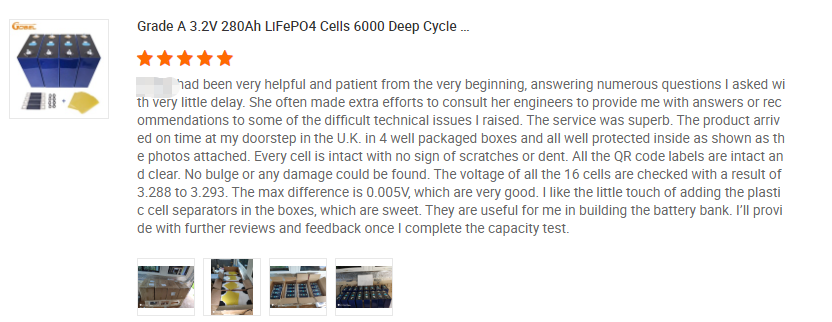 Grade A 3.2V 280Ah LiFePO4 Cells 6000 Deep Cycle ...
had been very helpful and patient from the very beginning, answering numerous questions I asked wi
th very little delay. She often made extra efforts to consult her engineers to provide me with answers or rec
ommendations to some of the difficult technical issues I raised. The service was superb. The product arriv
ed on time at my doorstep in the U.K. in 4 well packaged boxes and all well protected inside as shown as th
e photos attached. Every cell is intact with no sign of scratches or dent. All the QR code labels are intact an
d clear. No bulge or any damage could be found. The voltage of all the 16 cells are checked with a result of
3.288 to 3.293. The max difference is 0.005V, which are very good. I like the little touch of adding the plasti
c cell separators in the boxes, which are sweet. They are useful for me in building the battery bank. I'll provi
de with further reviews and feedback once I complete the capacity test.